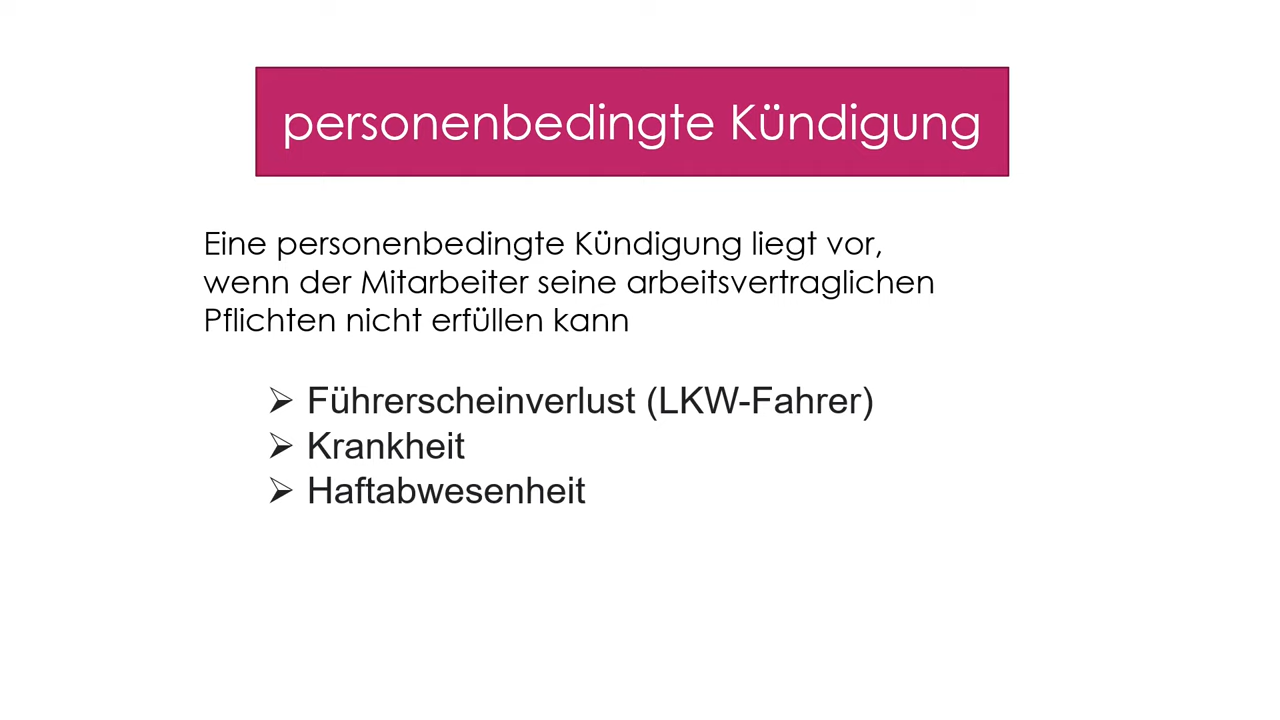 personenbedingte Kündigung
Eine personenbedingte Kündigung liegt vor,
wenn der Mitarbeiter seine arbeitsvertraglichen
Pflichten nicht erfüllen kann
➢ Führerscheinverlust (LKW-Fahrer)
➢ Krankheit
➢ Haftabwesenheit